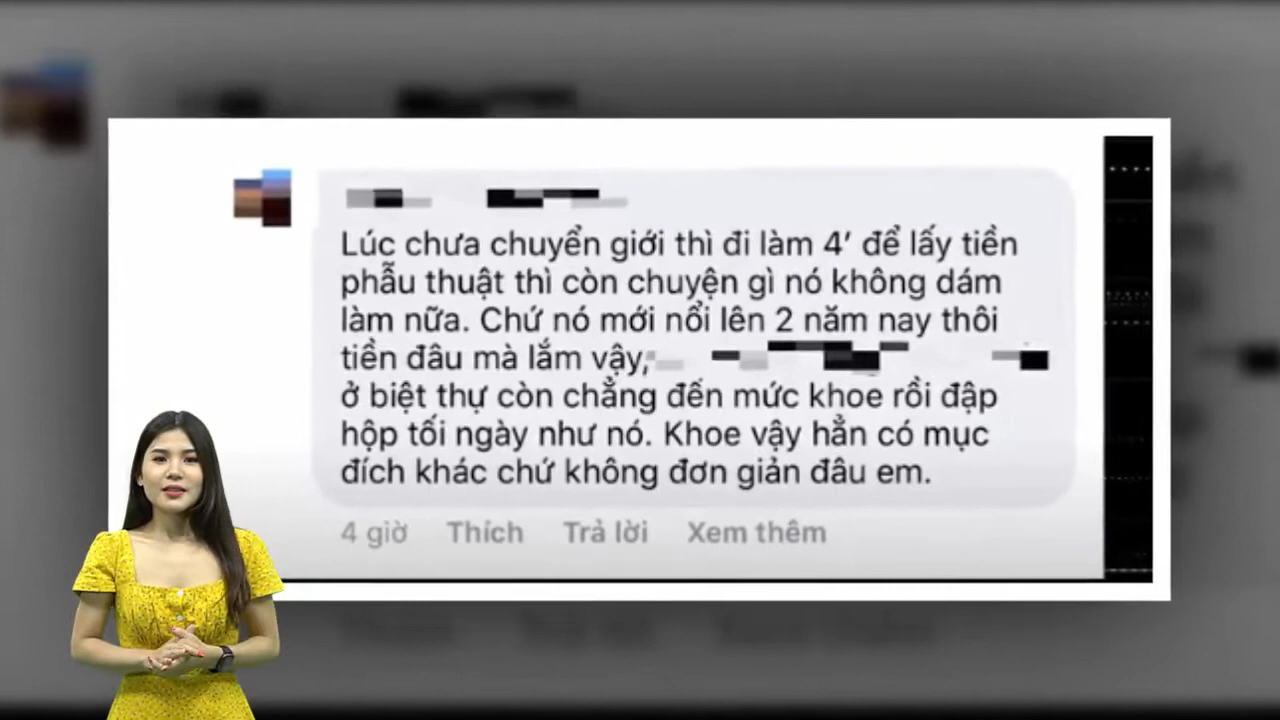 Lúc chưa chuyển giới thì đi làm 4’ để lấy tiền
phẫu thuật thì còn chuyện gì nó không dám
làm nữa. Chứ nó mới nổi lên 2 năm nay thôi
tiền đâu mà lắm vậy,
ở biệt thự còn chẳng đến mức khoe rồi đập
hộp tối ngày như nó. Khoe vậy hẳn có mục
đích khác chứ không đơn giản đâu em.
4 giờ Thích Trả lời Xem thêm